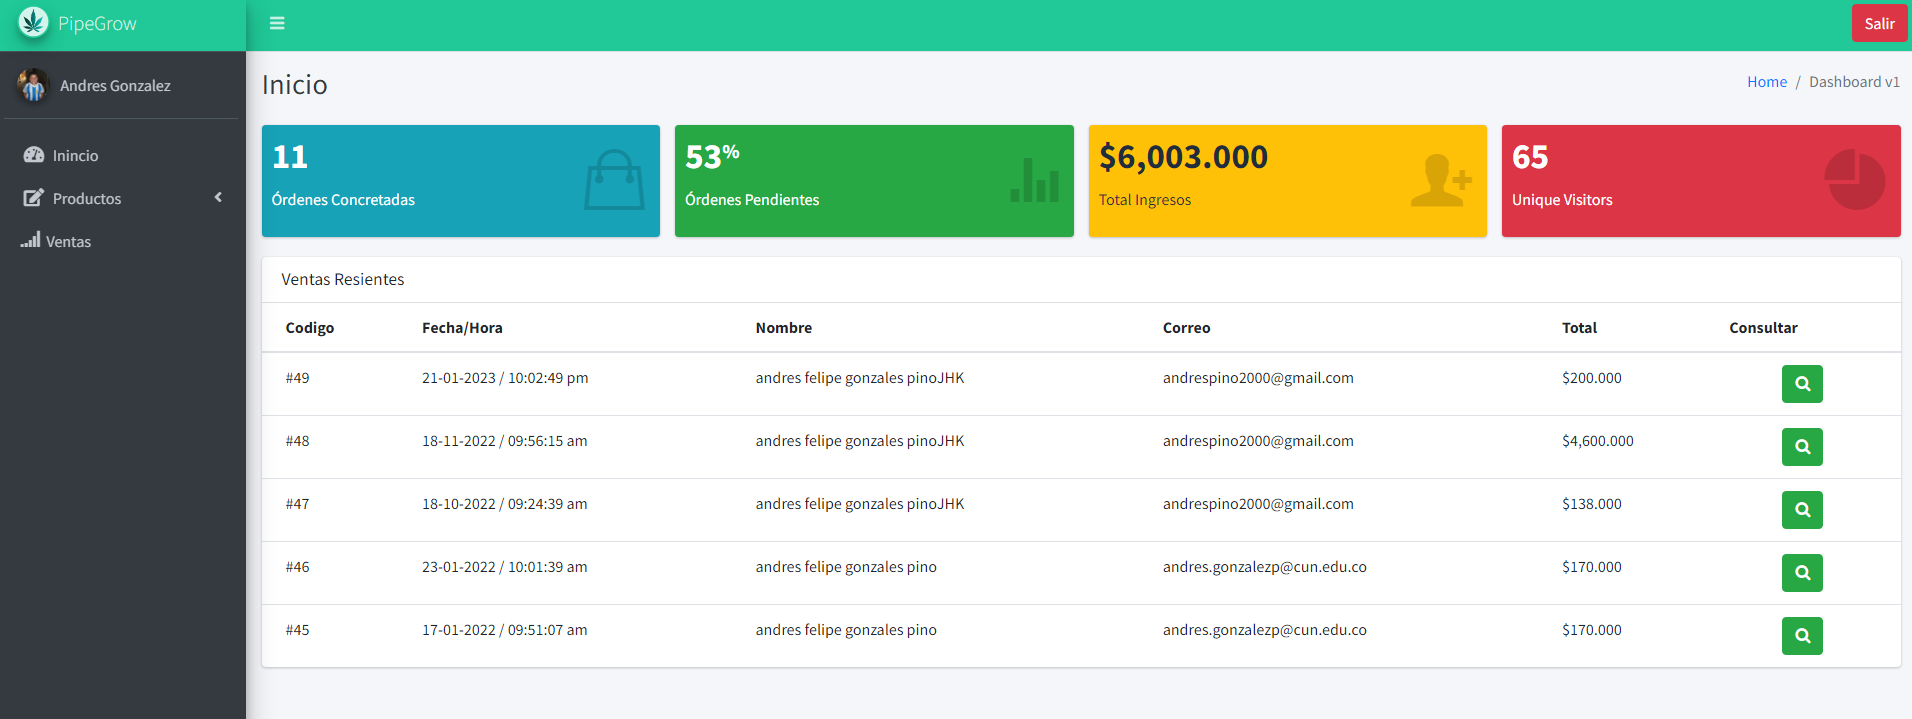 PipeGrow
Salir
Andres Gonzalez
Inincio
Productos
Ventas
Inicio
Home / Dashboard v1
11
Órdenes Concretadas
53%
Órdenes Pendientes
$6,003.000
Total Ingresos
65
Unique Visitors
Ventas Resientes
Codigo Fecha/Hora Nombre Correo Total Consultar
#49 21-01-2023 / 10:02:49 pm andres felipe gonzales pinoJHK andrespino2000@gmail.com $200.000
#48 18-11-2022 / 09:56:15 am andres felipe gonzales pinoJHK andrespino2000@gmail.com $4,600.000
#47 18-10-2022 / 09:24:39 am andres felipe gonzales pinoJHK andrespino2000@gmail.com $138.000
#46 23-01-2022 / 10:01:39 am andres felipe gonzales pino andres.gonzalezp@cun.edu.co $170.000
#45 17-01-2022 / 09:51:07 am andres felipe gonzales pino andres.gonzalezp@cun.edu.co $170.000